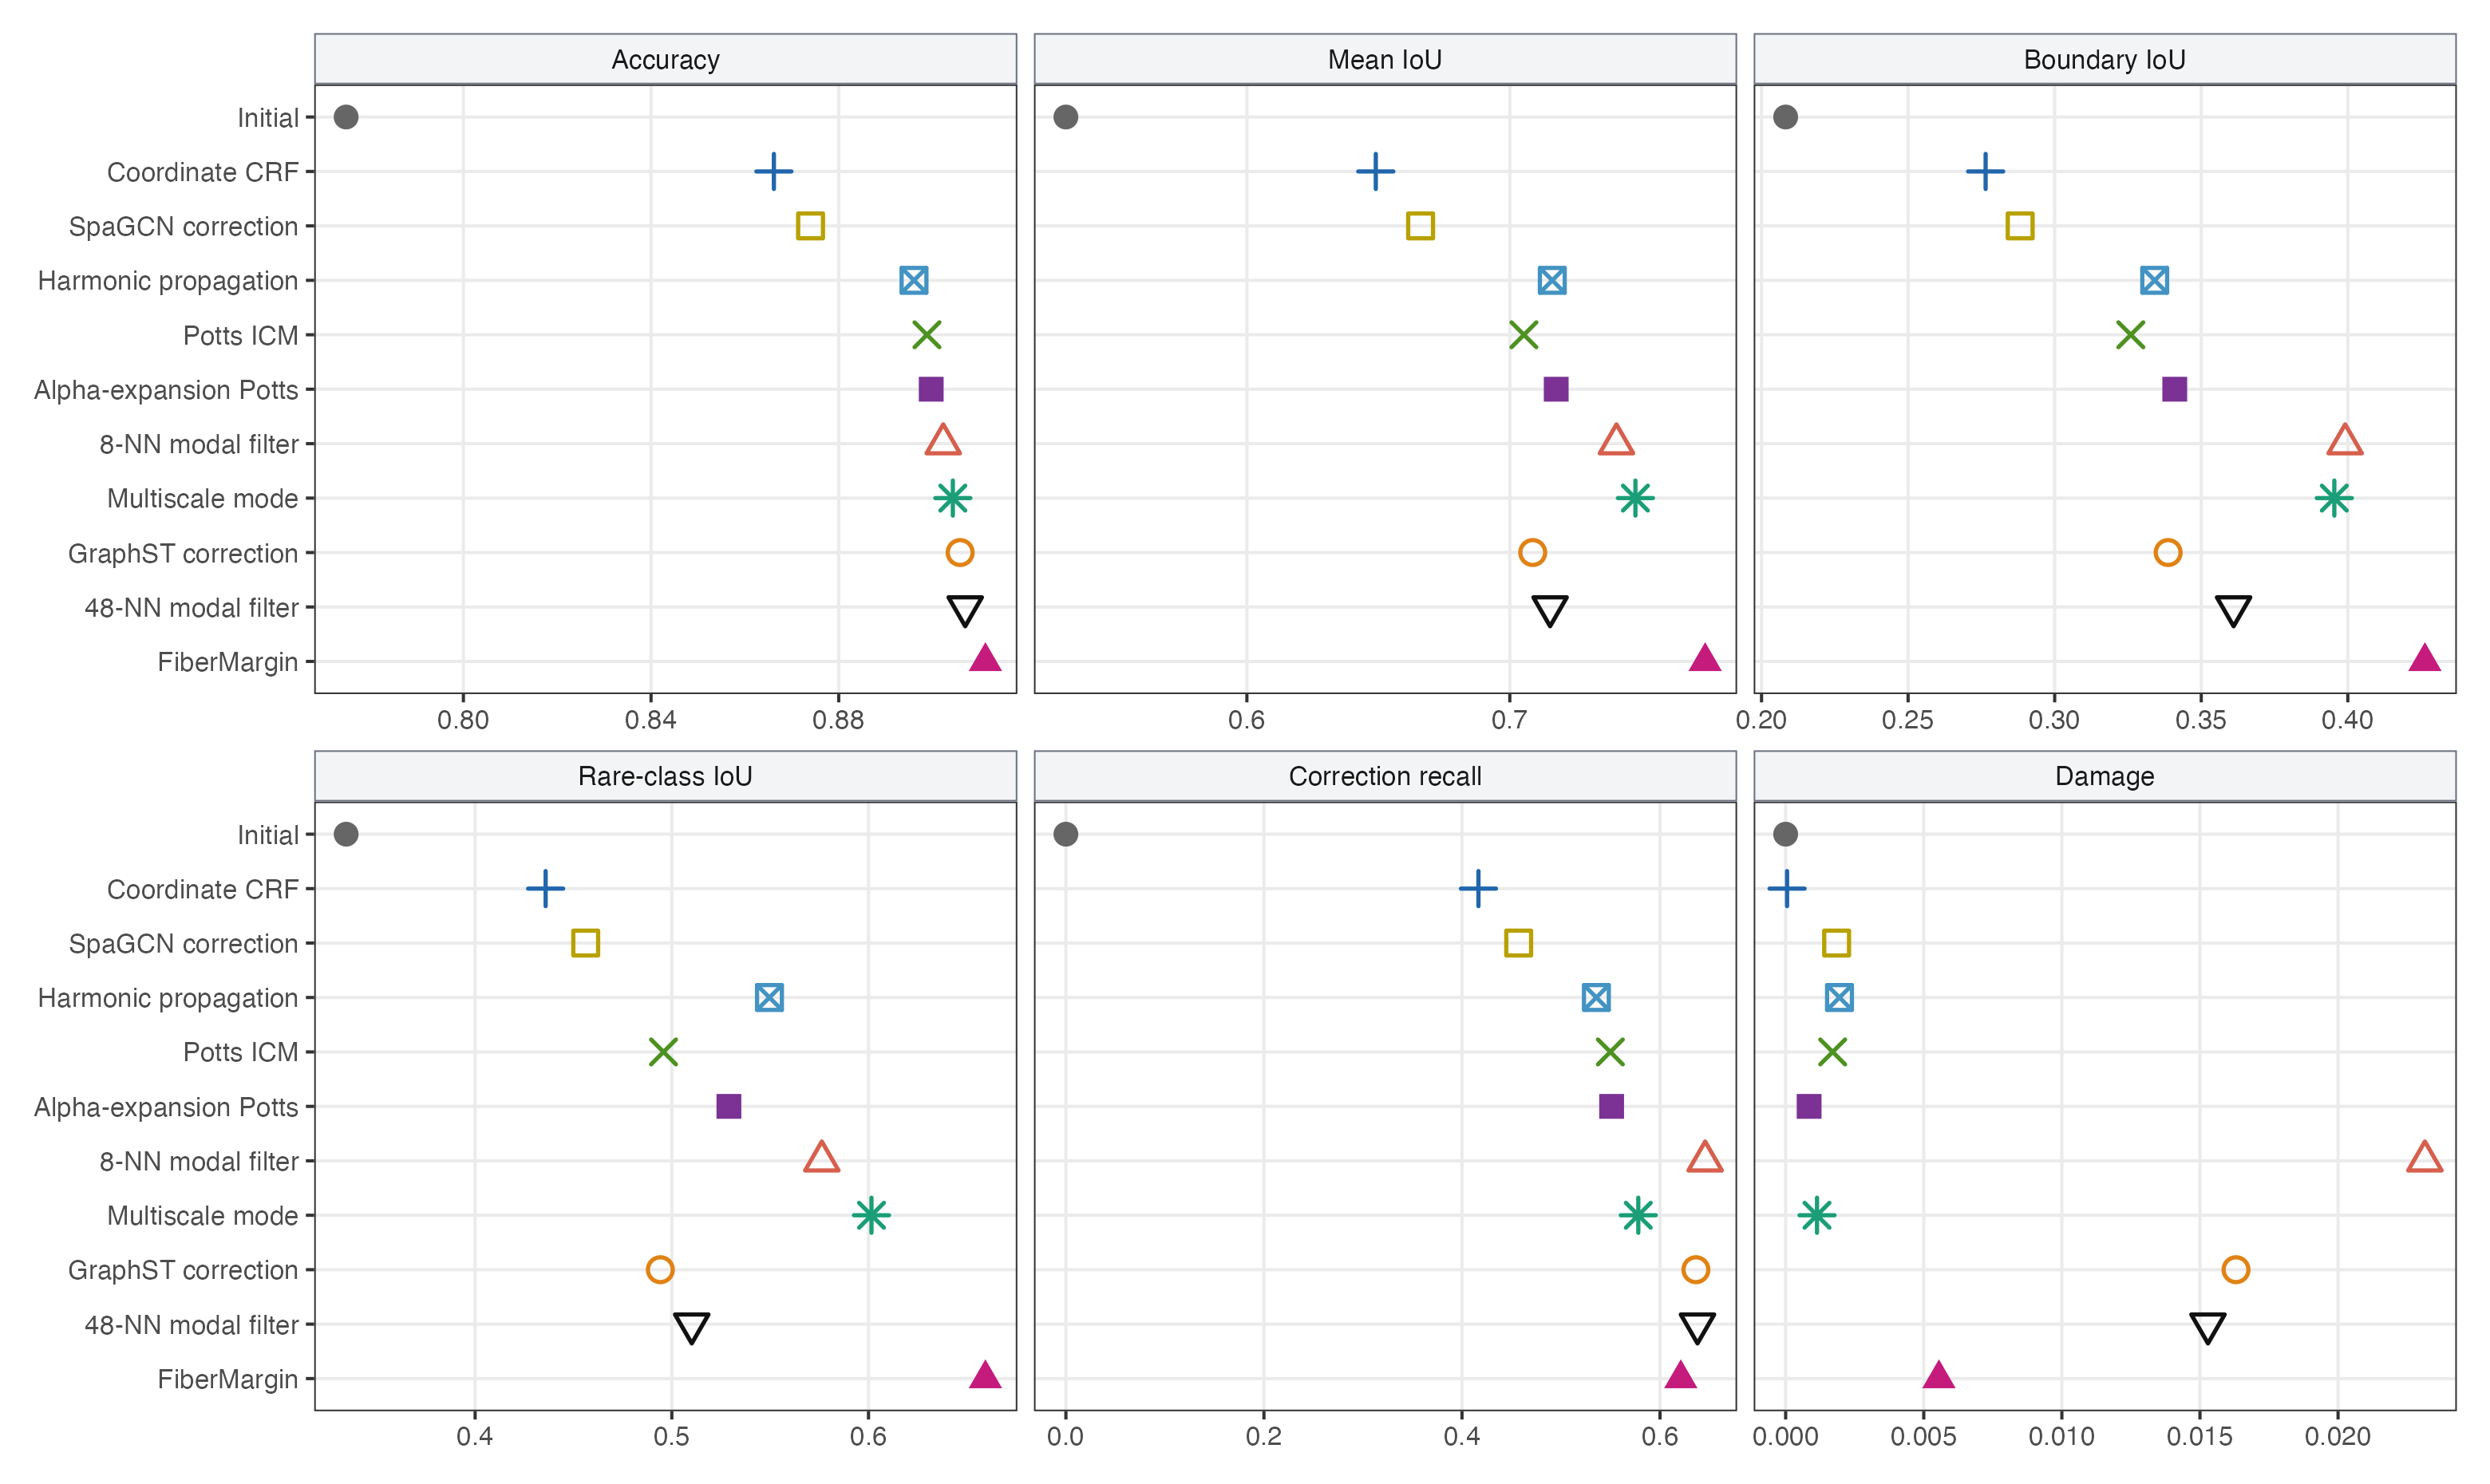 Accuracy
Mean IoU
Boundary IoU
Initial
Coordinate CRF
SpaGCN correction
Harmonic propagation
Potts ICM
Alpha-expansion Potts
8-NN modal filter
Multiscale mode
GraphST correction
48-NN modal filter
FiberMargin
0.80 0.84 0.88
0.6 0.7
0.20 0.25 0.30 0.35 0.40
Rare-class IoU
Correction recall
Damage
Initial
Coordinate CRF
SpaGCN correction
Harmonic propagation
Potts ICM
Alpha-expansion Potts
8-NN modal filter
Multiscale mode
GraphST correction
48-NN modal filter
FiberMargin
0.4 0.5 0.6
0.0 0.2 0.4 0.6
0.000 0.005 0.010 0.015 0.020